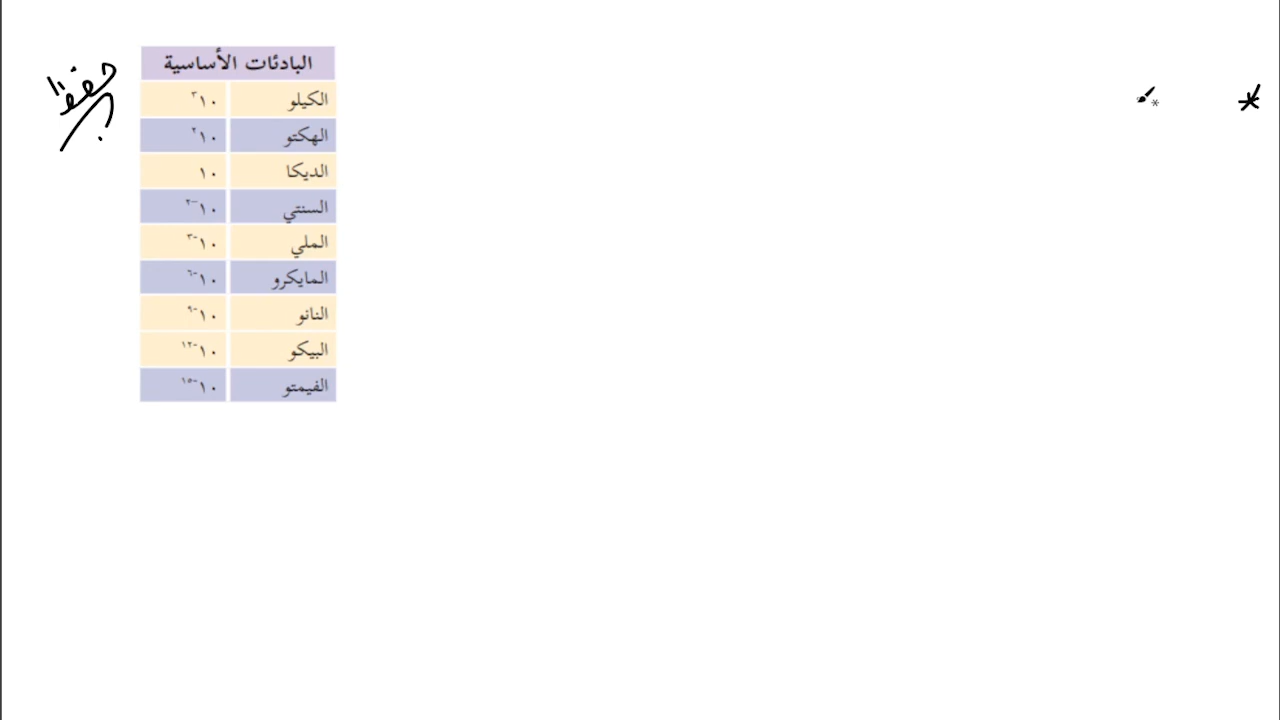 البادئات الأساسية
الكيلو ١٠^٣
الهكتو ١٠^٢
الديكا ١٠
السنتي ١٠^-٢
الملي ١٠^-٣
المايكرو ١٠^-٦
النانو ١٠^-٩
البيكو ١٠^-١٢
الفيمتو ١٠^-١٥